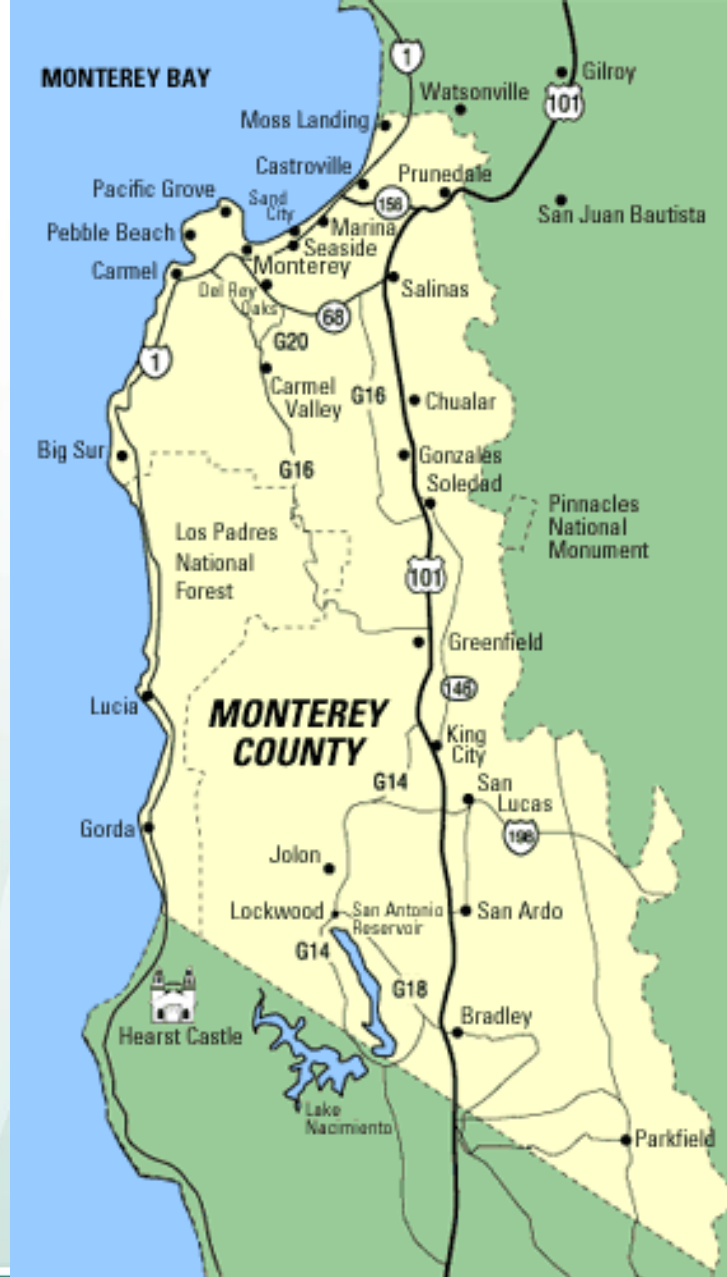 1
MONTEREY BAY
Gilroy
Watsonville
101
Moss Landing
Castroville
Prunedale
Pacific Grove
Sand
City
156
Marina
San Juan Bautista
Pebble Beach
Seaside
Monterey
Carmel
Del Rey
Oaks
Salinas
68
G20
1
Carmel
Valley
G16
Chualar
Big Sur
Gonzales
G16
Soledad
Pinnacles
National
Monument
Los Padres
National
Forest
101
Greenfield
146
Lucia
MONTEREY
COUNTY
King
City
G14
San
Lucas
198
Gorda
Jolon
Lockwood
San Antonio
Reservoir
San Ardo
G14
G18
Hearst Castle
Bradley
Lake
Nacimiento
Parkfield